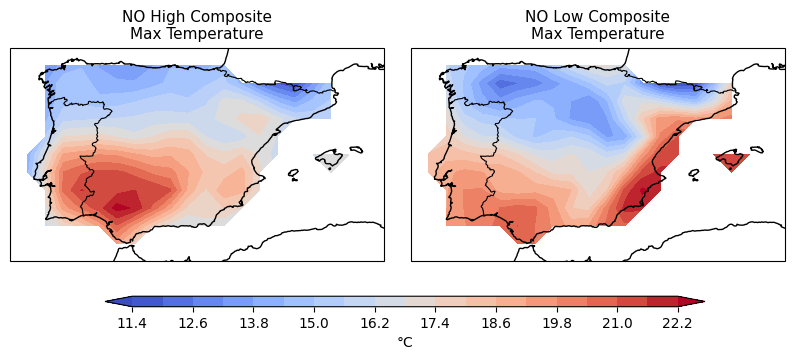 NO High Composite
Max Temperature
NO Low Composite
Max Temperature
11.4 12.6 13.8 15.0 16.2 17.4 18.6 19.8 21.0 22.2
°C